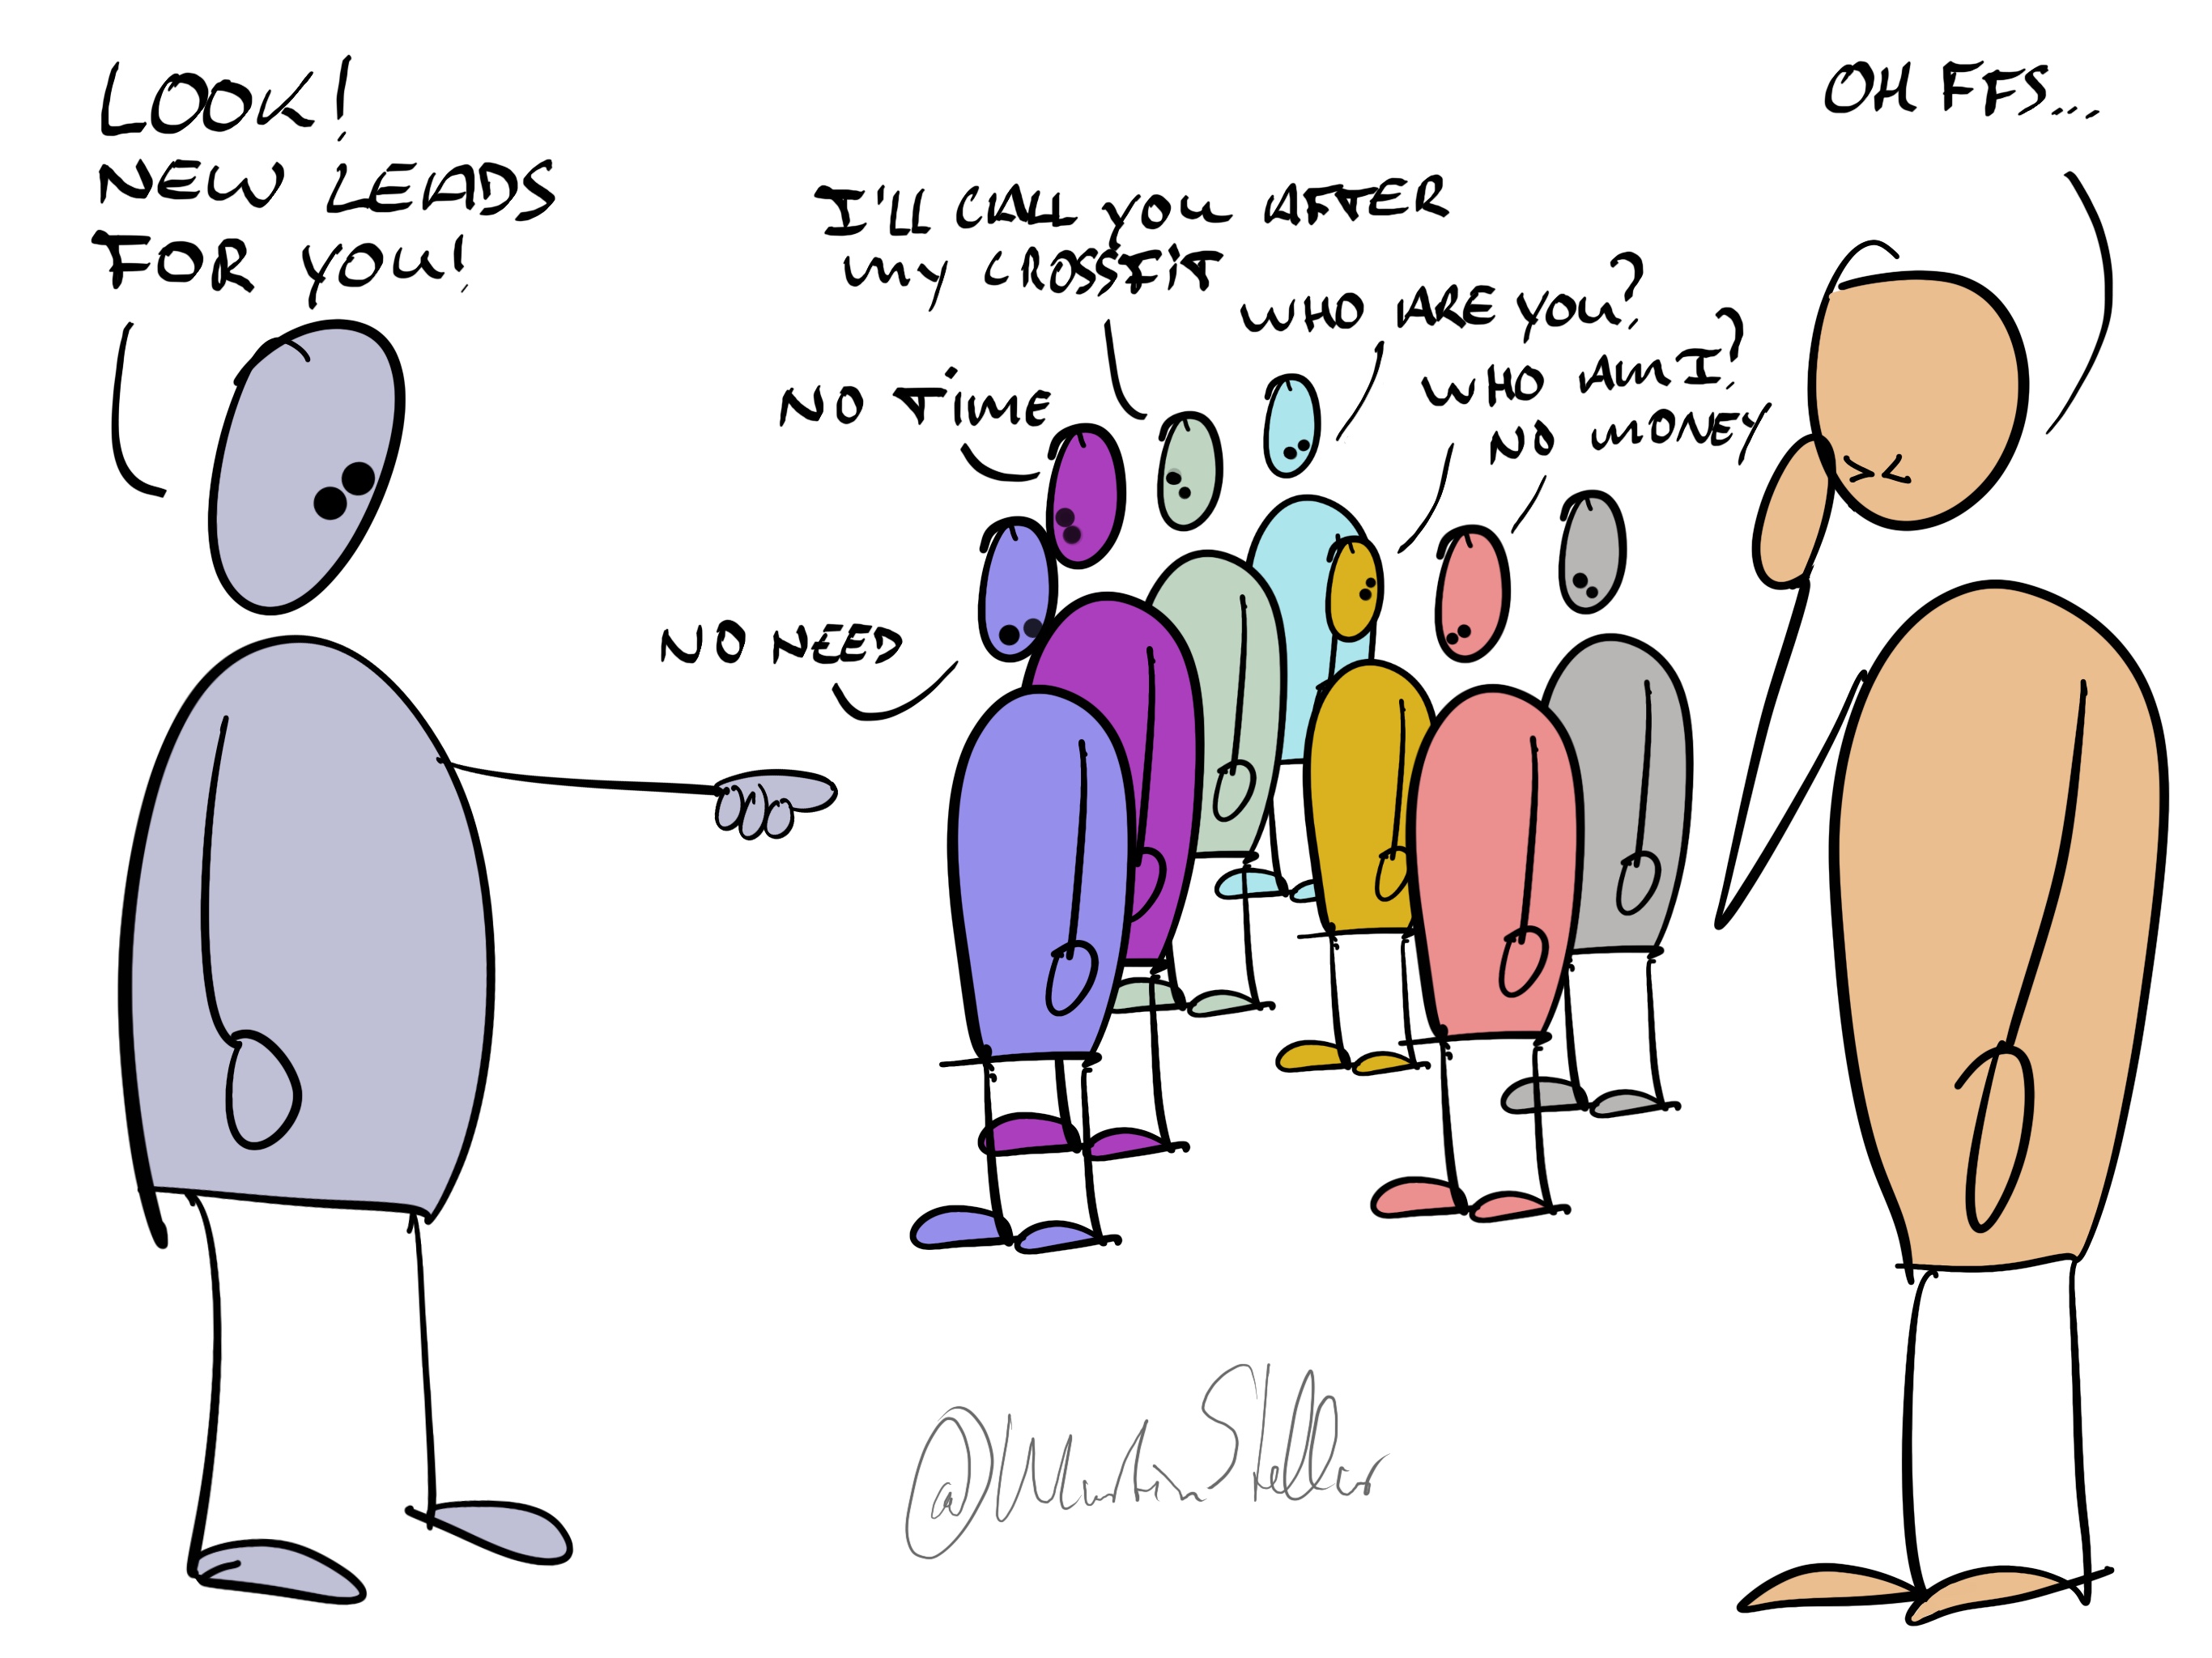 LOOK!
NEW LEADS
FOR YOU!
OH FFS...
I'LL CALL YOU AFTER
MY CROSSFIT
WHO ARE YOU?
WHO AM I?
NO MONEY
NO TIME
NO NEED
@MartinStellar